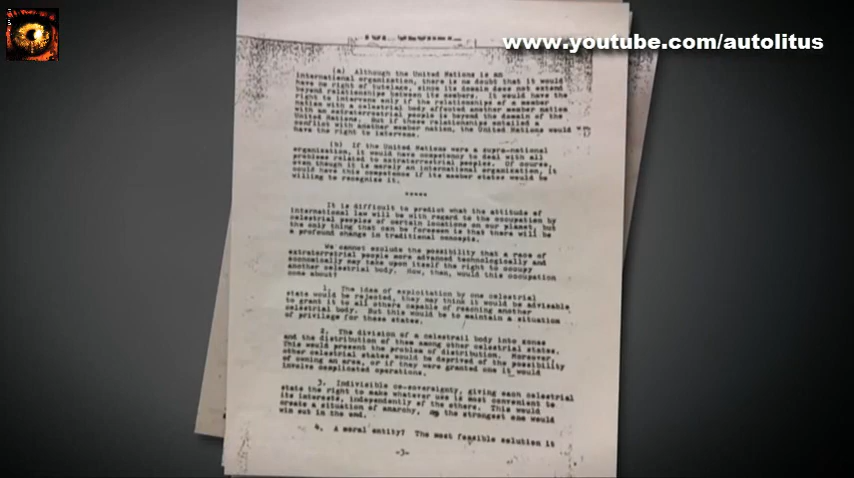 www.youtube.com/autolitus
TOP SECRET
(a) Although the United Nations is an
international organization, there is no doubt that it would
have no right of tutelage, since its domain does not extend
beyond relationships between its members. It would have the
right to intervene only if the relationships of a member
nation with a celestial body affected another member nation
with an extraterrestrial people is beyond the domain of the
United Nations. But if these relationships entailed a
conflict with another member nation, the United Nations would
have the right to intervene.
(b) If the United Nations were a supra-national
organization, it would have competency to deal with all
problems related to extraterrestrial peoples. Of course,
even though it is merely an international organization, it
could have this competence if its member states would be
willing to recognize it.
*****
It is difficult to predict what the attitude of
international law will be with regard to the occupation by
celestial peoples of certain locations on our planet, but
the only thing that can be foreseen is that there will be
a profound change in traditional concepts.
We cannot exclude the possibility that a race of
extraterrestrial people more advanced technologically and
economically may take upon itself the right to occupy
another celestial body. How, then, would this occupation
come about?
1. The idea of exploitation by one celestial
state would be rejected, they may think it would be advisable
to grant it to all others capable of reaching another
celestial body. But this would be to maintain a situation
of privilege for these states.
2. The division of a celestrail body into zones
and the distribution of them among other celestial states.
This would present the problem of distribution. Moreover,
other celestial states would be deprived of the possibility
of owning an area, or if they were granted one it would
involve complicated operations.
3. Indivisible co-sovereignty, giving each celestial
state the right to make whatever use is most convenient to
its interests, independently of the others. This would
create a situation of anarchy, as the strongest one would
win out in the end.
4. A moral entity? The most feasible solution it
-3-